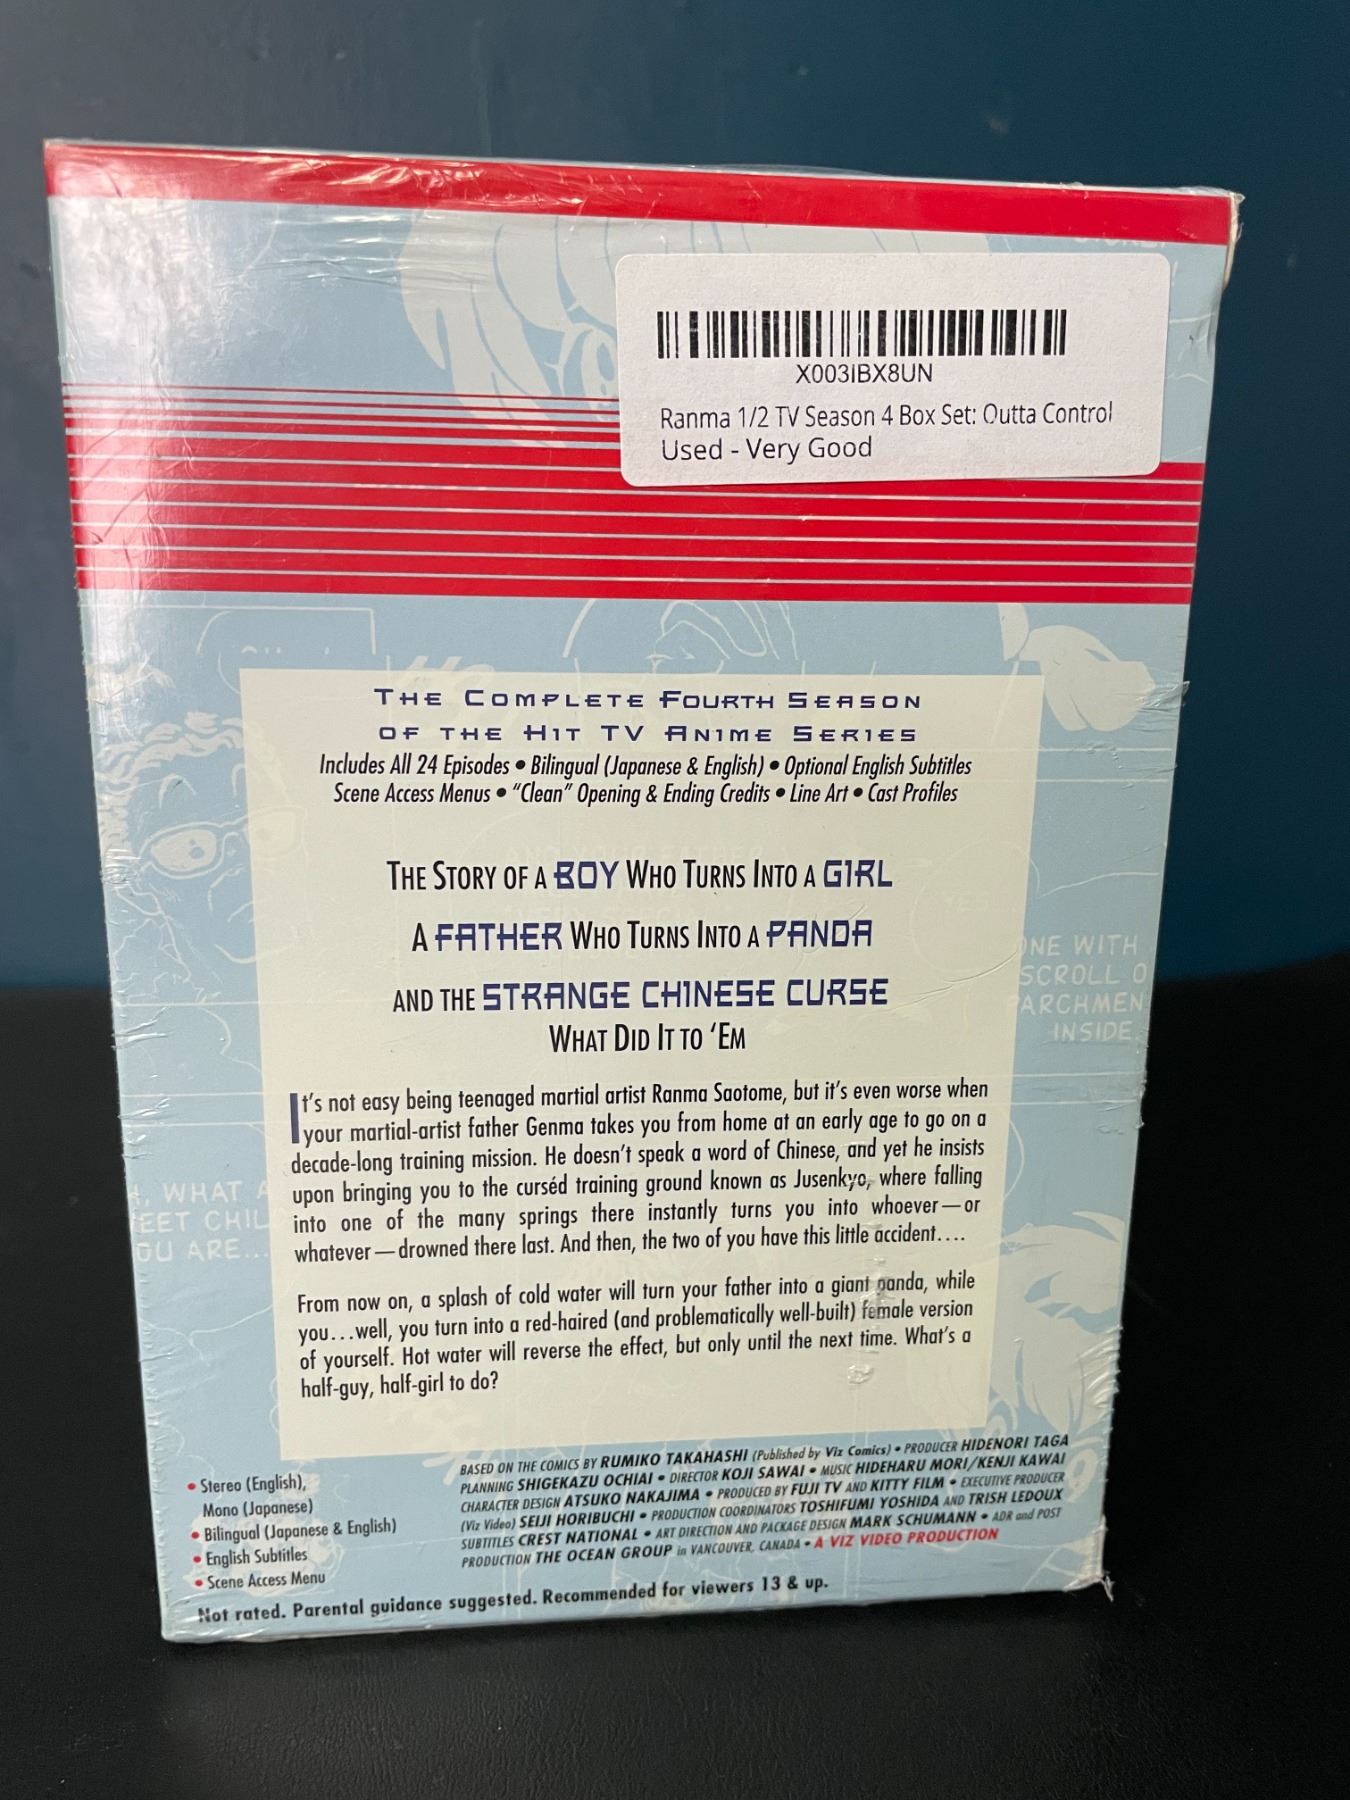 X003IBX8UN
Ranma 1/2 TV Season 4 Box Set: Outta Control
Used - Very Good
THE COMPLETE FOURTH SEASON
OF THE HIT TV ANIME SERIES
Includes All 24 Episodes • Bilingual (Japanese & English) • Optional English Subtitles
Scene Access Menus • “Clean” Opening & Ending Credits • Line Art • Cast Profiles
THE STORY OF A BOY WHO TURNS INTO A GIRL
A FATHER WHO TURNS INTO A PANDA
AND THE STRANGE CHINESE CURSE
WHAT DID IT TO ’EM
YES
ONE WITH
SCROLL O
PARCHMEN
INSIDE.
It’s not easy being teenaged martial artist Ranma Saotome, but it’s even worse when
your martial-artist father Genma takes you from home at an early age to go on a
decade-long training mission. He doesn’t speak a word of Chinese, and yet he insists
upon bringing you to the curséd training ground known as Jusenkyo, where falling
into one of the many springs there instantly turns you into whoever—or
whatever—drowned there last. And then, the two of you have this little accident....
WHAT A
EET CHIL
OU ARE...
From now on, a splash of cold water will turn your father into a giant panda, while
you...well, you turn into a red-haired (and problematically well-built) female version
of yourself. Hot water will reverse the effect, but only until the next time. What’s a
half-guy, half-girl to do?
• Stereo (English),
Mono (Japanese)
• Bilingual (Japanese & English)
• English Subtitles
• Scene Access Menu
BASED ON THE COMICS BY RUMIKO TAKAHASHI (Published by Viz Comics) • PRODUCER HIDENORI TAGA
PLANNING SHIGEKAZU OCHIAI • DIRECTOR KOJI SAWAI • MUSIC HIDEHARU MORI/KENJI KAWAI
CHARACTER DESIGN ATSUKO NAKAJIMA • PRODUCED BY FUJI TV AND KITTY FILM • EXECUTIVE PRODUCER
(Viz Video) SEIJI HORIBUCHI • PRODUCTION COORDINATORS TOSHIFUMI YOSHIDA AND TRISH LEDOUX
SUBTITLES CREST NATIONAL • ART DIRECTION AND PACKAGE DESIGN MARK SCHUMANN • ADR and POST
PRODUCTION THE OCEAN GROUP in VANCOUVER, CANADA • A VIZ VIDEO PRODUCTION
Not rated. Parental guidance suggested. Recommended for viewers 13 & up.